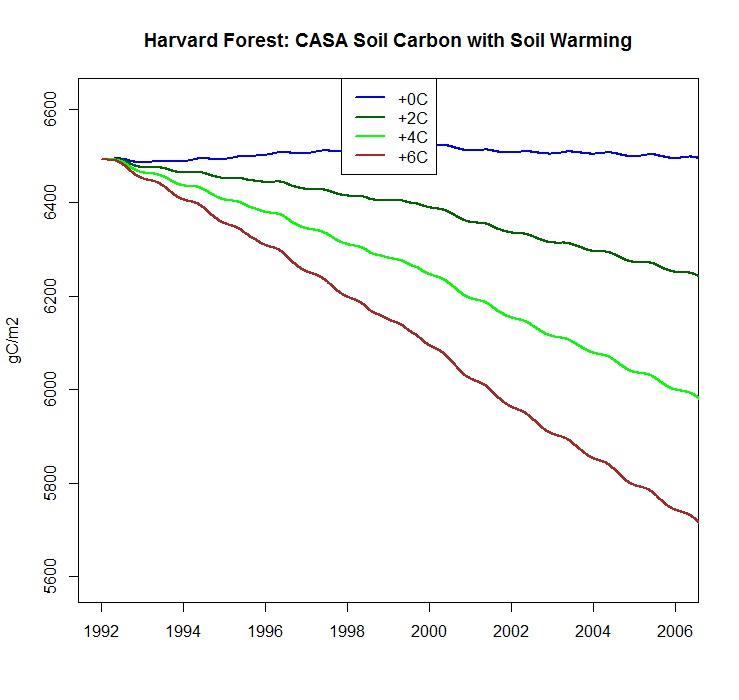 Harvard Forest: CASA Soil Carbon with Soil Warming
+0C
+2C
+4C
+6C
gC/m2
6600
6400
6200
6000
5800
5600
1992 1994 1996 1998 2000 2002 2004 2006